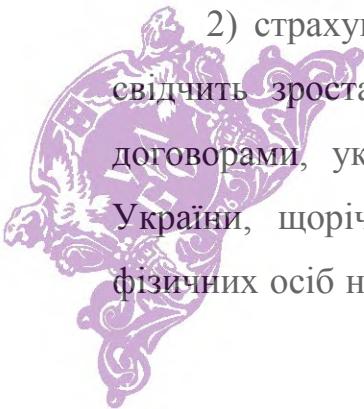 2) страху
свідчить зроста
договорами, ук
України, щоріч
фізичних осіб н